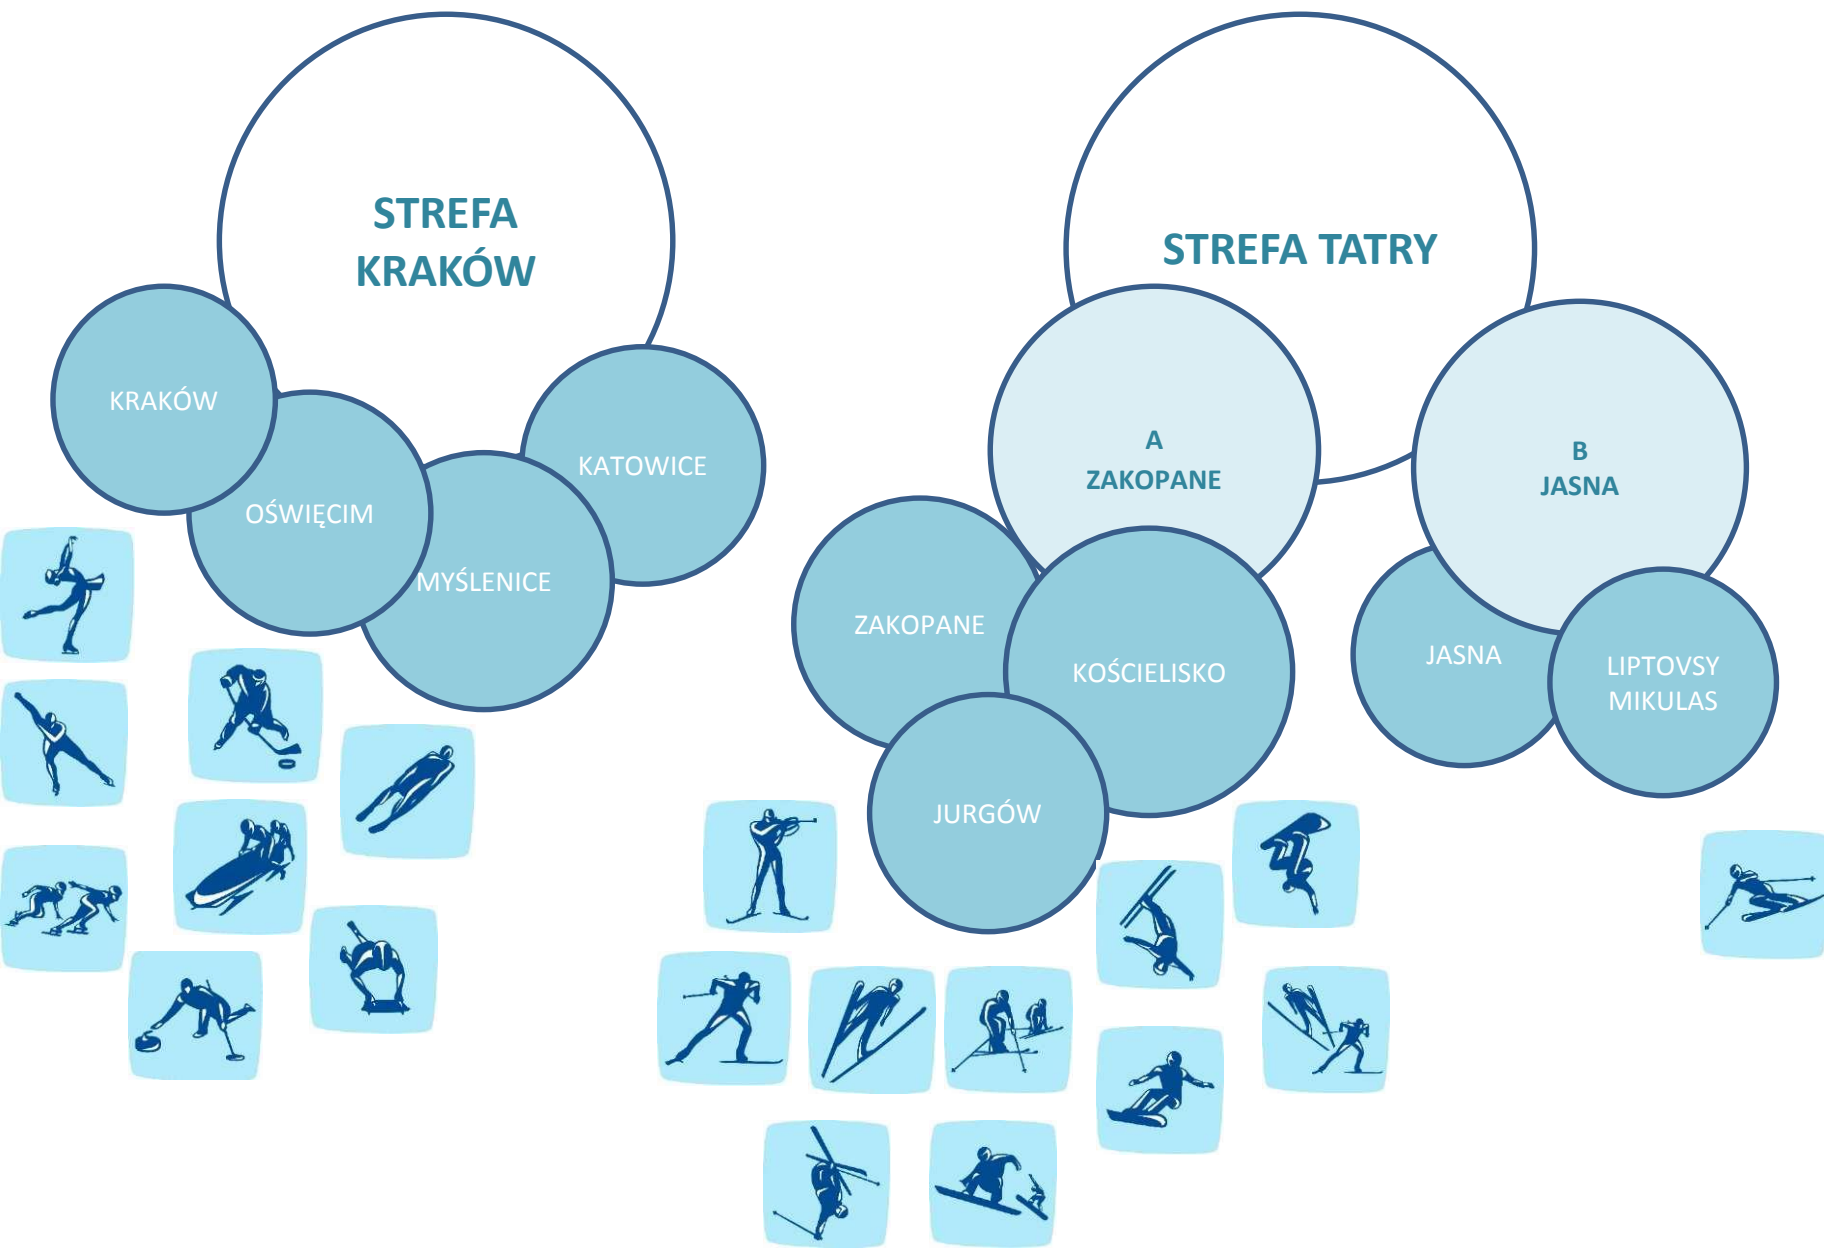 STREFA
KRAKÓW
KRAKÓW
OŚWIĘCIM
MYŚLENICE
KATOWICE
STREFA TATRY
A
ZAKOPANE
ZAKOPANE
KOŚCIELISKO
JURGÓW
B
JASNA
JASNA
LIPTOVSY
MIKULAS